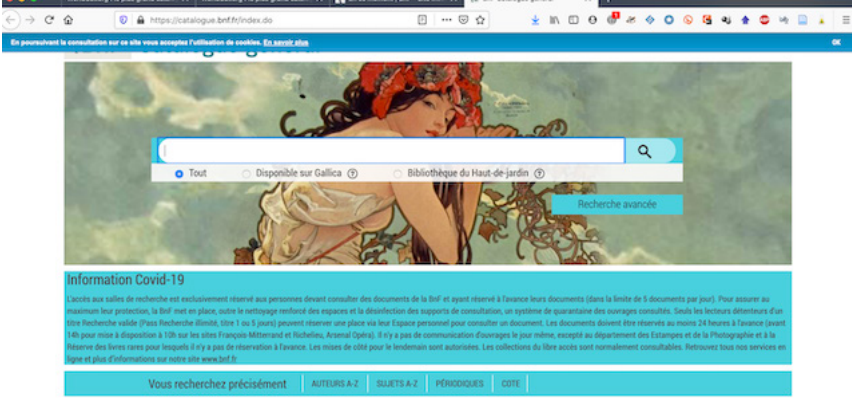 https://catalogue.bnf.fr/index.do
En poursuivant la consultation sur ce site vous acceptez l'utilisation de cookies. En savoir plus
OK
Tout Disponible sur Gallica Bibliothèque du Haut-de-jardin
Recherche avancée
Information Covid-19
L'accès aux salles de recherche est exclusivement réservé aux personnes devant consulter des documents de la BnF et ayant réservé à l'avance leurs documents (dans la limite de 5 documents par jour). Pour assurer au
maximum leur protection, la BnF met en place, outre le nettoyage renforcé des espaces et la désinfection des supports de consultation, un système de quarantaine des ouvrages consultés. Seuls les lecteurs détenteurs d'un
titre Recherche valide (Pass Recherche illimité, titre 1 ou 5 jours) peuvent réserver une place via leur Espace personnel pour consulter un document. Les documents doivent être réservés au moins 24 heures à l'avance (avant
14h pour mise à disposition à 10h sur les sites François-Mitterrand et Richelieu, Arsenal Opéra). Il n'y a pas de communication d'ouvrages le jour même, excepté au département des Estampes et de la Photographie et à la
Réserve des livres rares pour lesquels il n'y a pas de réservation à l'avance. Les mises de côté pour le lendemain sont autorisées. Les collections du libre accès sont normalement consultables. Retrouvez tous nos services en
ligne et plus d'informations sur notre site www.bnf.fr
Vous recherchez précisément AUTEURS A-Z SUJETS A-Z PÉRIODIQUES COTE